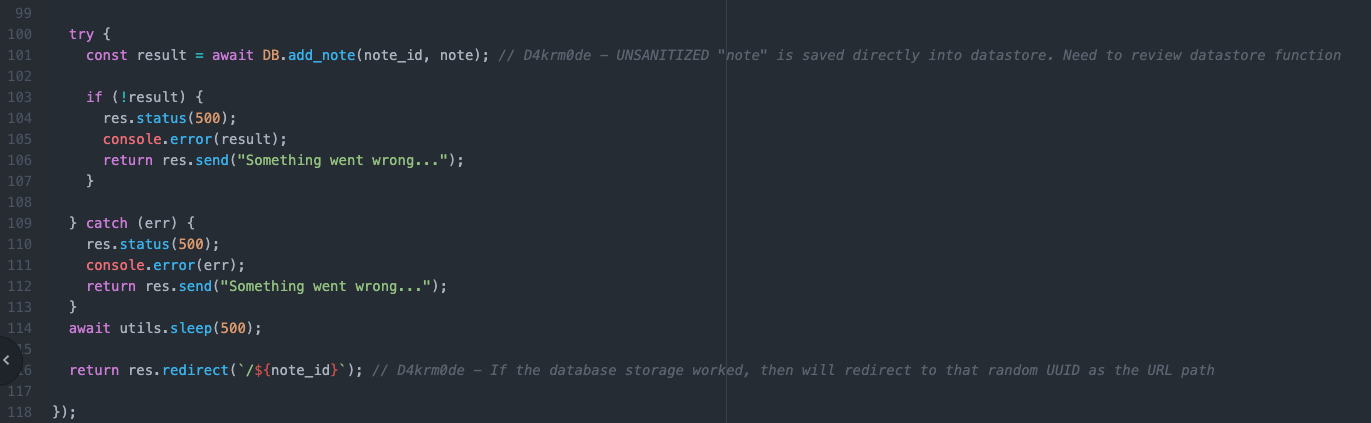 99
100 try {
101 const result = await DB.add_note(note_id, note); // D4krm0de – UNSANITIZED "note" is saved directly into datastore. Need to review datastore function
102
103 if (!result) {
104 res.status(500);
105 console.error(result);
106 return res.send("Something went wrong...");
107 }
108
109 } catch (err) {
110 res.status(500);
111 console.error(err);
112 return res.send("Something went wrong...");
113 }
114 await utils.sleep(500);
15
6 return res.redirect(`/${note_id}`); // D4krm0de – If the database storage worked, then will redirect to that random UUID as the URL path
117
118 });